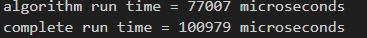 algorithm run time = 77007 microseconds
complete run time = 100979 microseconds